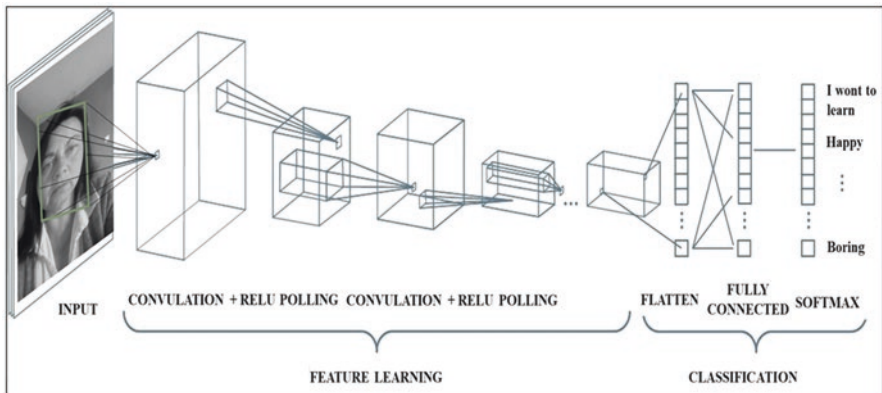 I wont to
learn
Happy
Boring
INPUT
CONVULATION + RELU POLLING CONVULATION + RELU POLLING
FLATTEN
FULLY
CONNECTED
SOFTMAX
FEATURE LEARNING
CLASSIFICATION